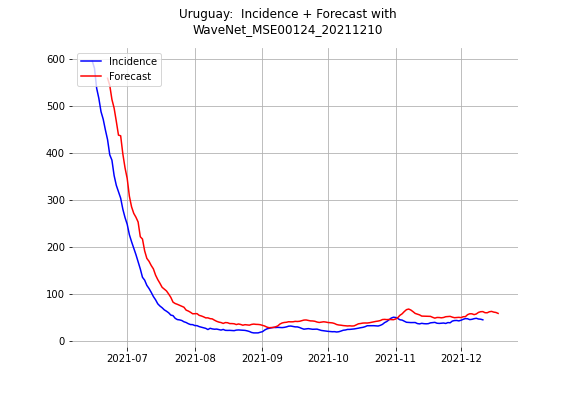 Uruguay:  Incidence + Forecast with
WaveNet_MSE00124_20211210
Incidence
Forecast
600
500
400
300
200
100
0
2021-07 2021-08 2021-09 2021-10 2021-11 2021-12